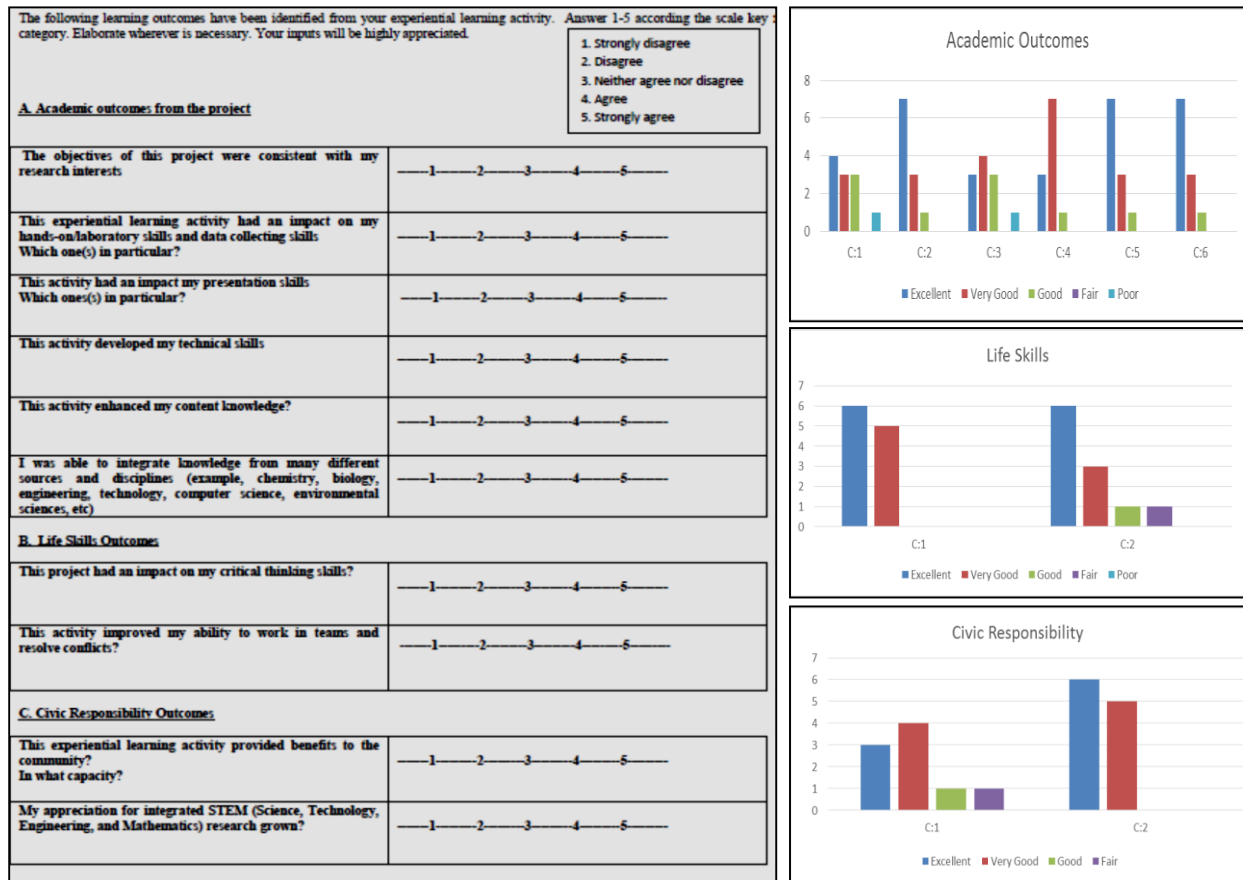 The following learning outcomes have been identified from your experiential learning activity. Answer 1-5 according the scale key :
category. Elaborate wherever is necessary. Your inputs will be highly appreciated.
1. Strongly disagree
2. Disagree
3. Neither agree nor disagree
4. Agree
5. Strongly agree
A. Academic outcomes from the project
The objectives of this project were consistent with my
research interests
-------1---------2---------3---------4---------5---------
This experiential learning activity had an impact on my
hands-on/laboratory skills and data collecting skills
Which one(s) in particular?
-------1---------2---------3---------4---------5---------
This activity had an impact my presentation skills
Which ones(s) in particular?
-------1---------2---------3---------4---------5---------
This activity developed my technical skills
-------1---------2---------3---------4---------5---------
This activity enhanced my content knowledge?
-------1---------2---------3---------4---------5---------
I was able to integrate knowledge from many different
sources and disciplines (example, chemistry, biology,
engineering, technology, computer science, environmental
sciences, etc)
-------1---------2---------3---------4---------5---------
B. Life Skills Outcomes
This project had an impact on my critical thinking skills?
-------1---------2---------3---------4---------5---------
This activity improved my ability to work in teams and
resolve conflicts?
-------1---------2---------3---------4---------5---------
C. Civic Responsibility Outcomes
This experiential learning activity provided benefits to the
community?
In what capacity?
-------1---------2---------3---------4---------5---------
My appreciation for integrated STEM (Science, Technology,
Engineering, and Mathematics) research grown?
-------1---------2---------3---------4---------5---------
Academic Outcomes
8
6
4
2
0
C:1 C:2 C:3 C:4 C:5 C:6
Excellent Very Good Good Fair Poor
Life Skills
7
6
5
4
3
2
1
0
C:1 C:2
Excellent Very Good Good Fair Poor
Civic Responsibility
7
6
5
4
3
2
1
0
C:1 C:2
Excellent Very Good Good Fair